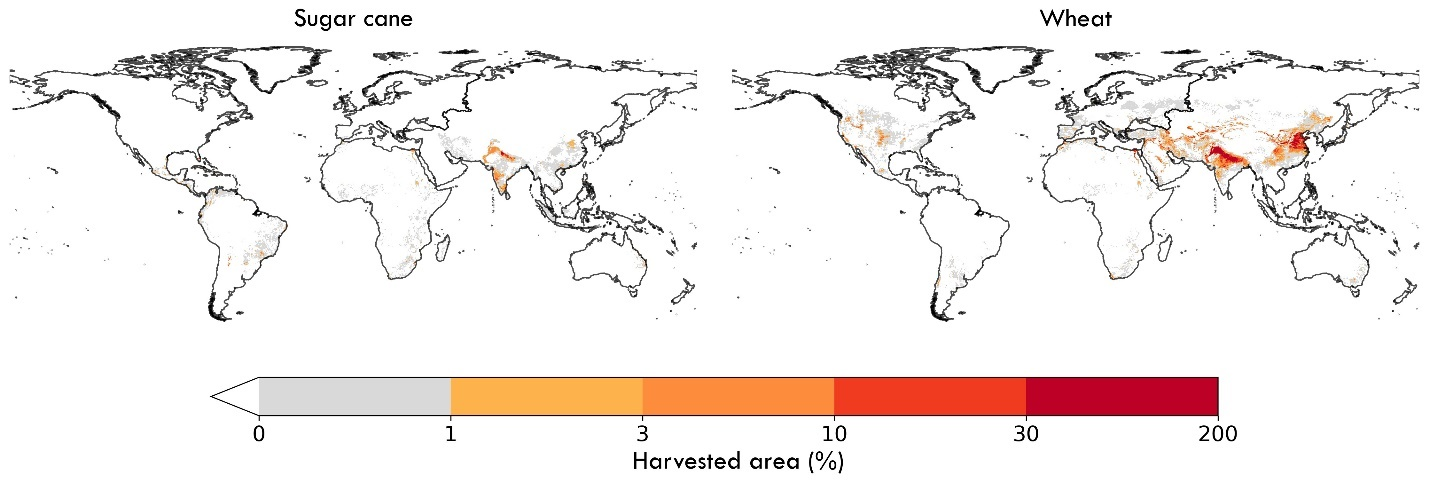 Sugar cane
Wheat
0 1 3 10 30 200
Harvested area (%)